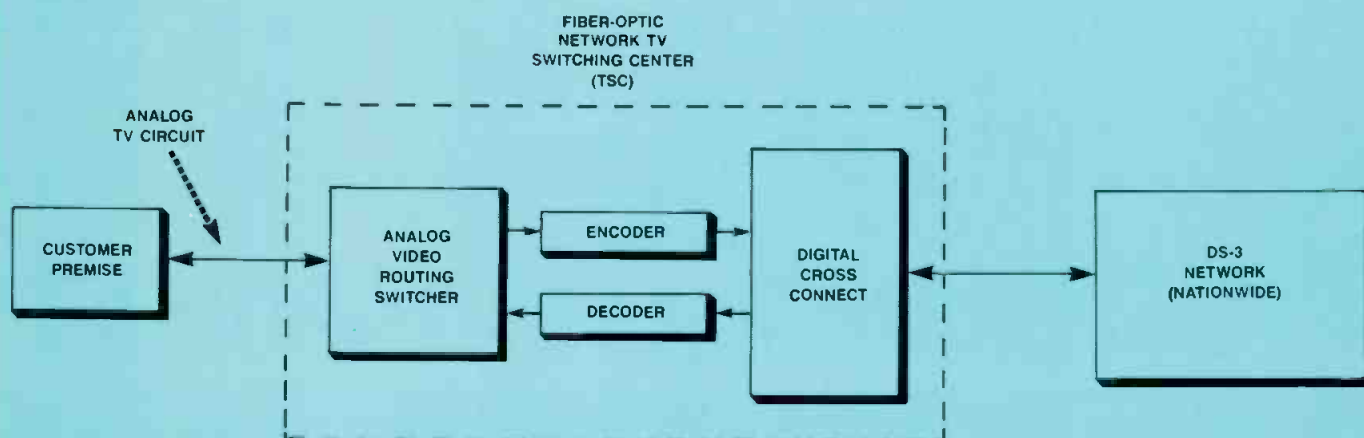 FIBER-OPTIC
NETWORK TV
SWITCHING CENTER
(TSC)
ANALOG
TV CIRCUIT
CUSTOMER
PREMISE
ANALOG
VIDEO
ROUTING
SWITCHER
ENCODER
DECODER
DIGITAL
CROSS
CONNECT
DS-3
NETWORK
(NATIONWIDE)